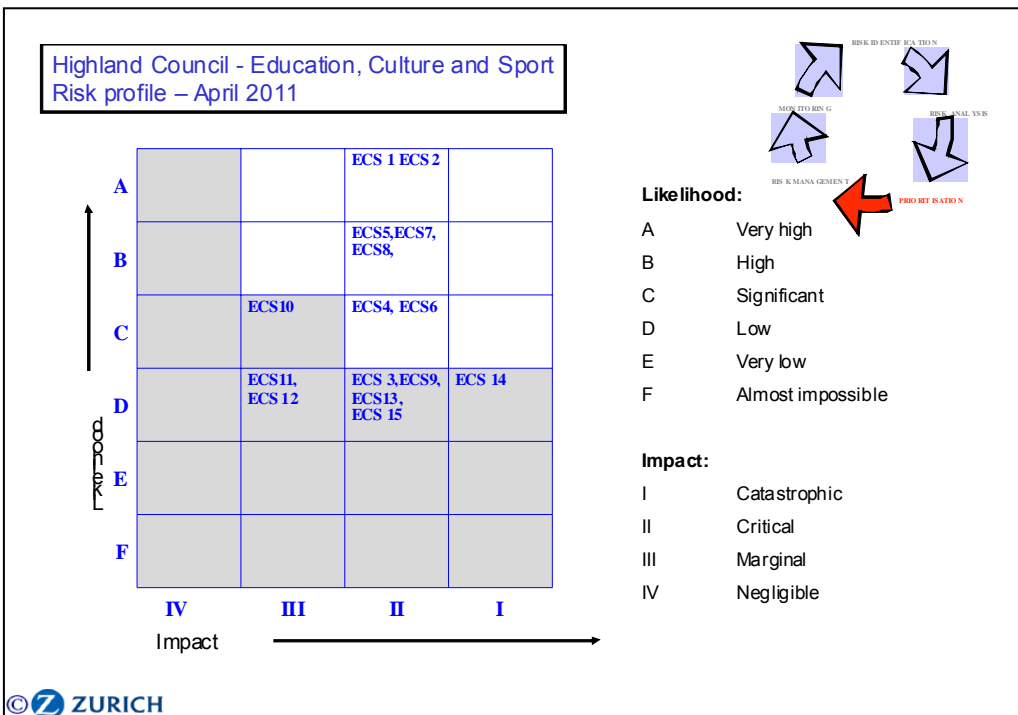 Highland Council - Education, Culture and Sport
Risk profile – April 2011
RISK IDENTIFICATION
RISK ANALYSIS
PRIORITISATION
RISK MANAGEMENT
MONITORING
A
ECS 1 ECS 2
B
ECS5,ECS7,
ECS8,
C
ECS10
ECS4, ECS6
D
ECS11,
ECS 12
ECS 3,ECS9,
ECS13,
ECS 15
ECS 14
E
F
Likelihood
IV III II I
Impact
Likelihood:
A Very high
B High
C Significant
D Low
E Very low
F Almost impossible
Impact:
I Catastrophic
II Critical
III Marginal
IV Negligible
© Z ZURICH